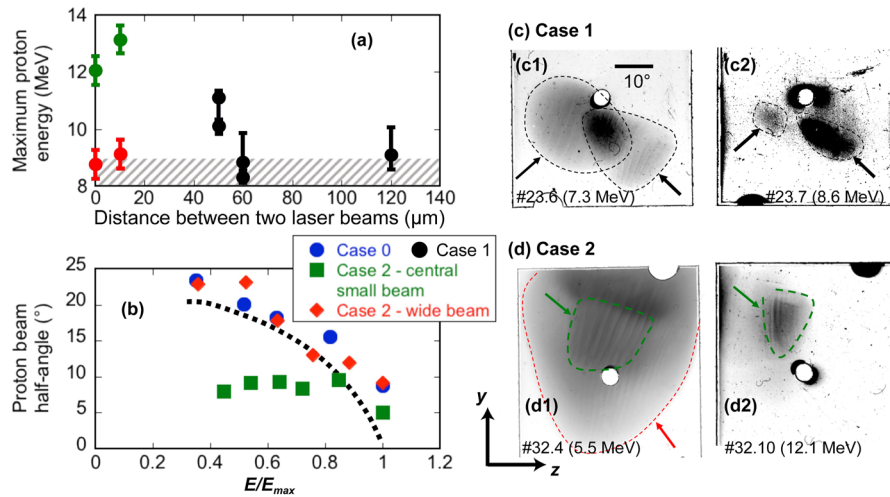 16
14
12
10
8
Maximum proton
energy (MeV)
(a)
0 20 40 60 80 100 120 140
Distance between two laser beams (µm)
Case 0
Case 1
Case 2 - central
small beam
Case 2 - wide beam
25
20
15
10
5
0
Proton beam
half-angle (°)
(b)
0 0.2 0.4 0.6 0.8 1 1.2
E/Emax
(c) Case 1
(c1)
10°
#23.6 (7.3 MeV)
(c2)
#23.7 (8.6 MeV)
(d) Case 2
(d1)
#32.4 (5.5 MeV)
(d2)
#32.10 (12.1 MeV)
y
z